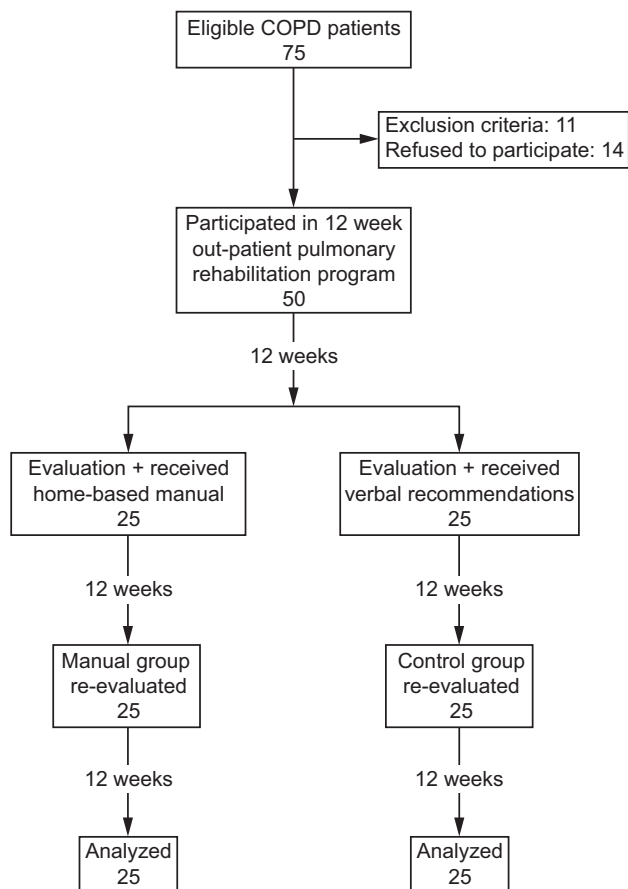 Eligible COPD patients
75
Exclusion criteria: 11
Refused to participate: 14
Participated in 12 week
out-patient pulmonary
rehabilitation program
50
12 weeks
Evaluation + received
home-based manual
25
Evaluation + received
verbal recommendations
25
12 weeks
12 weeks
Manual group
re-evaluated
25
Control group
re-evaluated
25
12 weeks
12 weeks
Analyzed
25
Analyzed
25